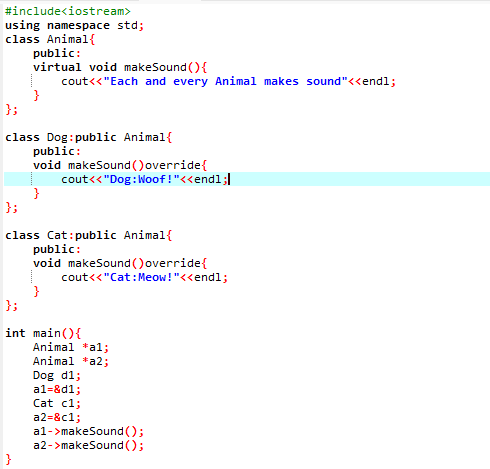 #include<iostream>
using namespace std;
class Animal{
    public:
    virtual void makeSound(){
        cout<<"Each and every Animal makes sound"<<endl;
    }
};

class Dog:public Animal{
    public:
    void makeSound()override{
        cout<<"Dog:Woof!"<<endl;
    }
};

class Cat:public Animal{
    public:
    void makeSound()override{
        cout<<"Cat:Meow!"<<endl;
    }
};

int main(){
    Animal *a1;
    Animal *a2;
    Dog d1;
    a1=&d1;
    Cat c1;
    a2=&c1;
    a1->makeSound();
    a2->makeSound();
}